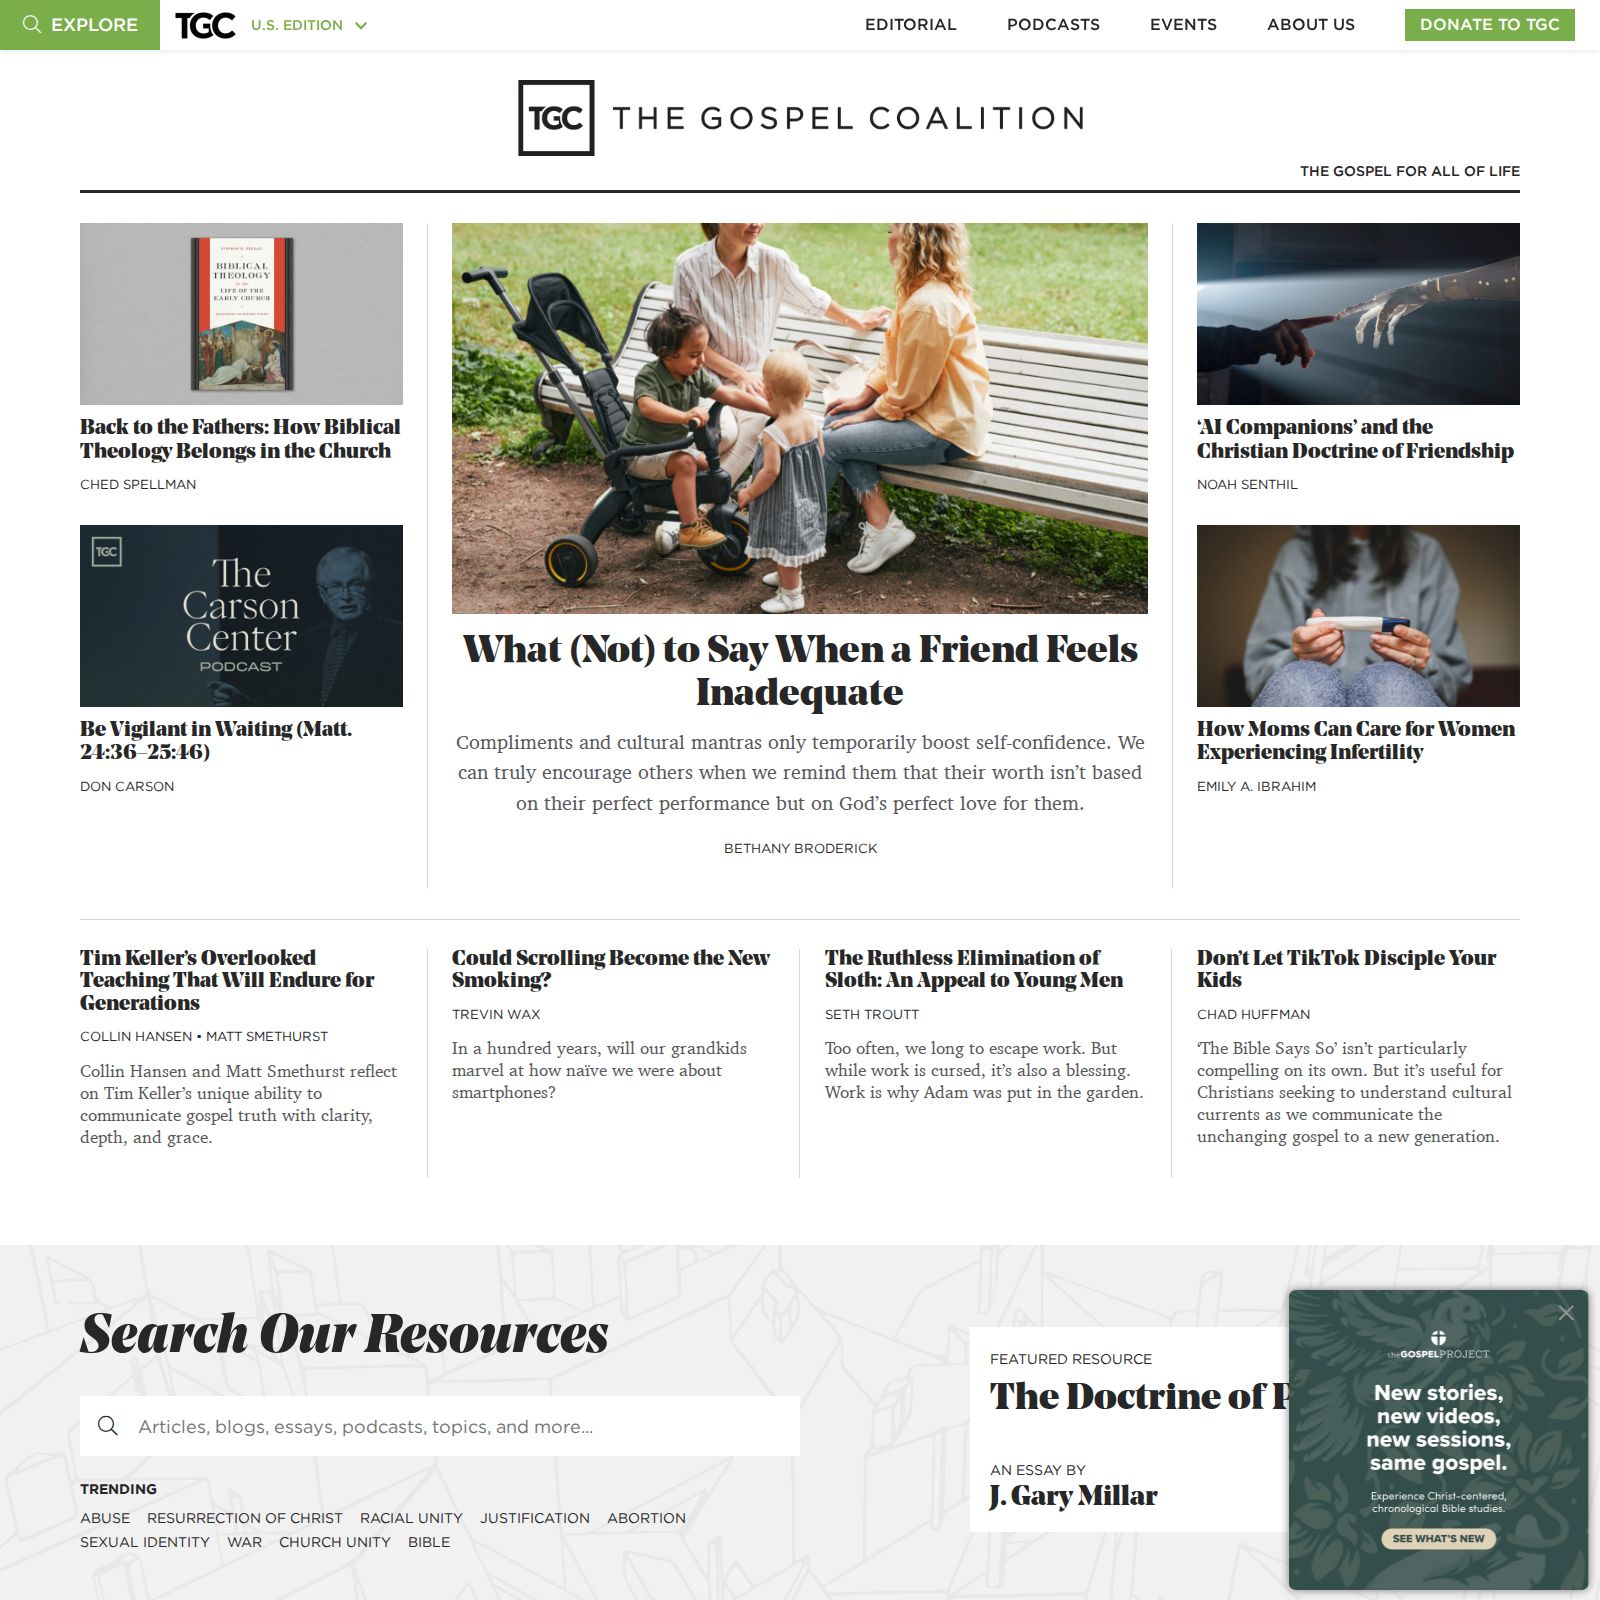 EXPLORE
TGC
U.S. EDITION
EDITORIAL
PODCASTS
EVENTS
ABOUT US
DONATE TO TGC
TGC
THE GOSPEL COALITION
THE GOSPEL FOR ALL OF LIFE
STEPHEN O. PRESLEY
BIBLICAL
THEOLOGY
in the
LIFE OF THE
EARLY CHURCH
Back to the Fathers: How Biblical
Theology Belongs in the Church
CHED SPELLMAN
TGC
The
Carson
Center
PODCAST
Be Vigilant in Waiting (Matt.
24:36–25:46)
DON CARSON
What (Not) to Say When a Friend Feels
Inadequate
Compliments and cultural mantras only temporarily boost self-confidence. We
can truly encourage others when we remind them that their worth isn’t based
on their perfect performance but on God’s perfect love for them.
BETHANY BRODERICK
‘AI Companions’ and the
Christian Doctrine of Friendship
NOAH SENTHIL
How Moms Can Care for Women
Experiencing Infertility
EMILY A. IBRAHIM
Tim Keller’s Overlooked
Teaching That Will Endure for
Generations
COLLIN HANSEN • MATT SMETHURST
Collin Hansen and Matt Smethurst reflect
on Tim Keller’s unique ability to
communicate gospel truth with clarity,
depth, and grace.
Could Scrolling Become the New
Smoking?
TREVIN WAX
In a hundred years, will our grandkids
marvel at how naïve we were about
smartphones?
The Ruthless Elimination of
Sloth: An Appeal to Young Men
SETH TROUTT
Too often, we long to escape work. But
while work is cursed, it’s also a blessing.
Work is why Adam was put in the garden.
Don’t Let TikTok Disciple Your
Kids
CHAD HUFFMAN
‘The Bible Says So’ isn’t particularly
compelling on its own. But it’s useful for
Christians seeking to understand cultural
currents as we communicate the
unchanging gospel to a new generation.
Search Our Resources
Articles, blogs, essays, podcasts, topics, and more...
TRENDING
ABUSE RESURRECTION OF CHRIST RACIAL UNITY JUSTIFICATION ABORTION
SEXUAL IDENTITY WAR CHURCH UNITY BIBLE
FEATURED RESOURCE
The Doctrine of
AN ESSAY BY
J. Gary Millar
theGOSPELPROJECT
New stories,
new videos,
new sessions,
same gospel.
Experience Christ-centered,
chronological Bible studies.
SEE WHAT’S NEW